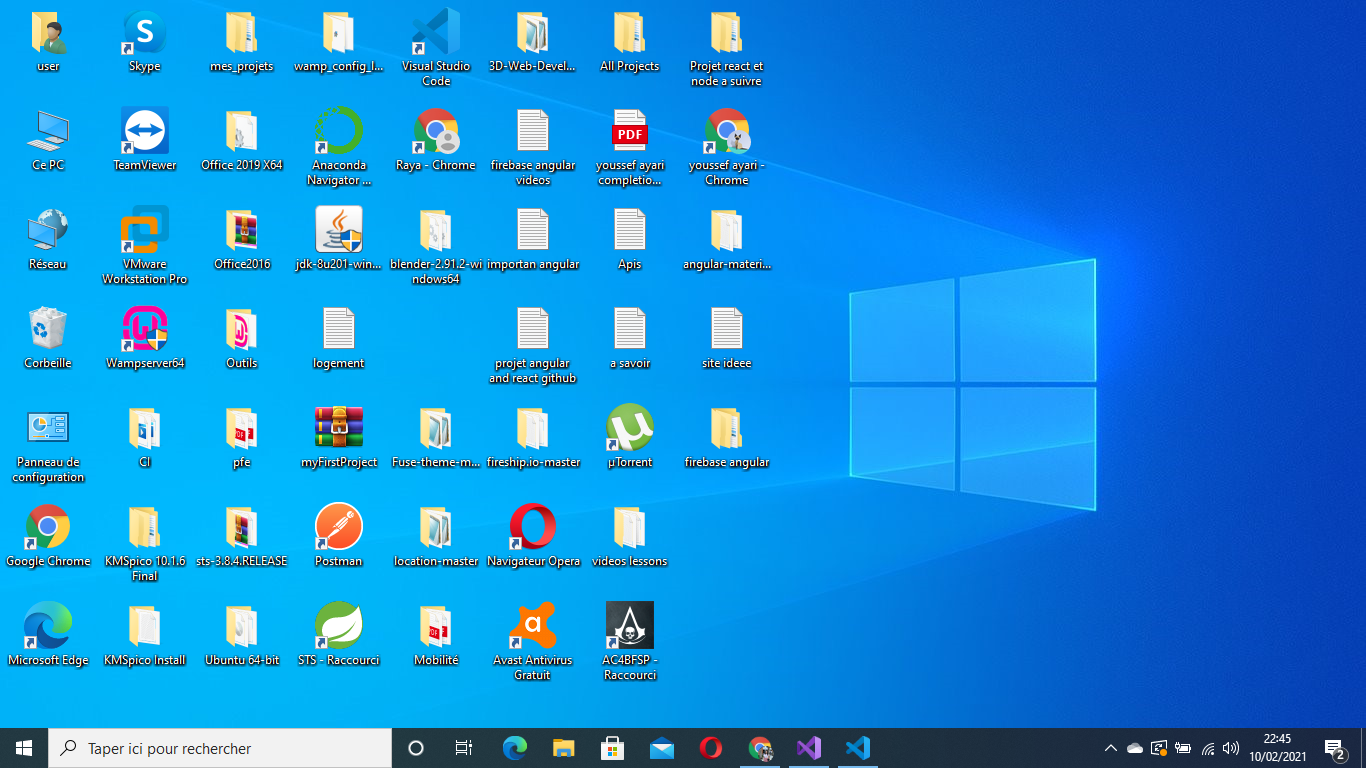 user
Skype
mes_projets
wamp_config_l...
Visual Studio
Code
3D-Web-Devel...
All Projects
Projet react et
node a suivre
Ce PC
TeamViewer
Office 2019 X64
Anaconda
Navigator ...
Raya - Chrome
firebase angular
videos
PDF
youssef ayari
completio...
youssef ayari -
Chrome
Réseau
VMware
Workstation Pro
Office2016
jdk-8u201-win...
blender-2.91.2-wi
ndows64
importan angular
Apis
angular-materi...
Corbeille
Wampserver64
Outils
logement
projet angular
and react github
a savoir
site ideee
Panneau de
configuration
CI
pfe
myFirstProject
Fuse-theme-m...
fireship.io-master
µTorrent
firebase angular
Google Chrome
KMSpico 10.1.6
Final
sts-3.8.4.RELEASE
Postman
location-master
Navigateur Opera
videos lessons
Microsoft Edge
KMSpico Install
Ubuntu 64-bit
STS - Raccourci
Mobilité
Avast Antivirus
Gratuit
AC4BFSP -
Raccourci
Taper ici pour rechercher
22:45
10/02/2021
2